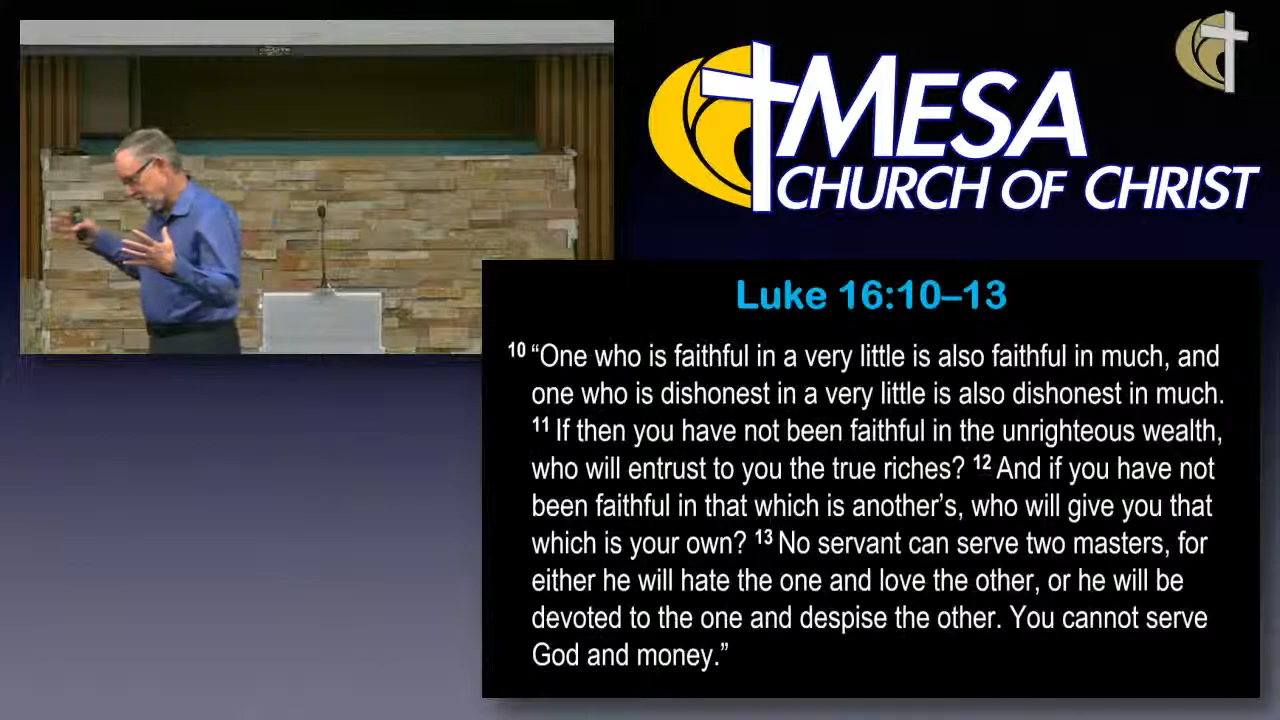 MESA
CHURCH OF CHRIST
Luke 16:10–13
10 “One who is faithful in a very little is also faithful in much, and
one who is dishonest in a very little is also dishonest in much.
11 If then you have not been faithful in the unrighteous wealth,
who will entrust to you the true riches? 12 And if you have not
been faithful in that which is another’s, who will give you that
which is your own? 13 No servant can serve two masters, for
either he will hate the one and love the other, or he will be
devoted to the one and despise the other. You cannot serve
God and money.”